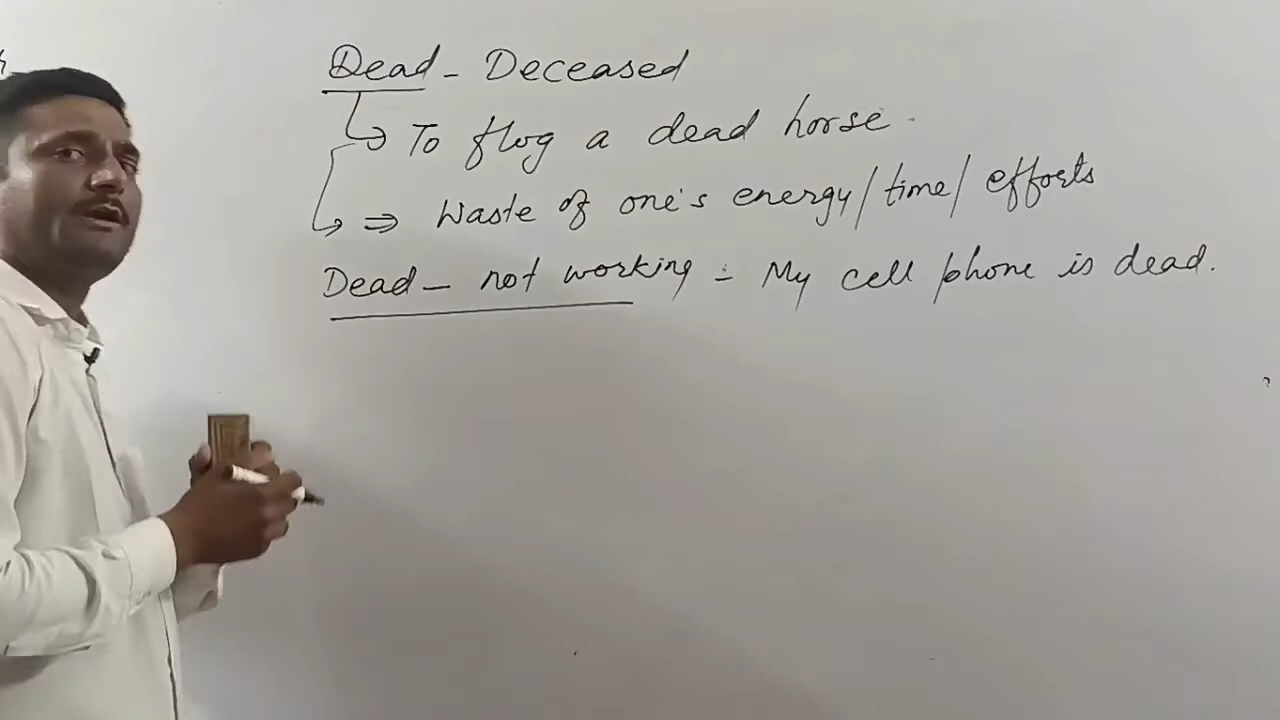 Dead - Deceased
To flog a dead horse.
⇒ Waste of one's energy/time/efforts
Dead - not working - My cell phone is dead.